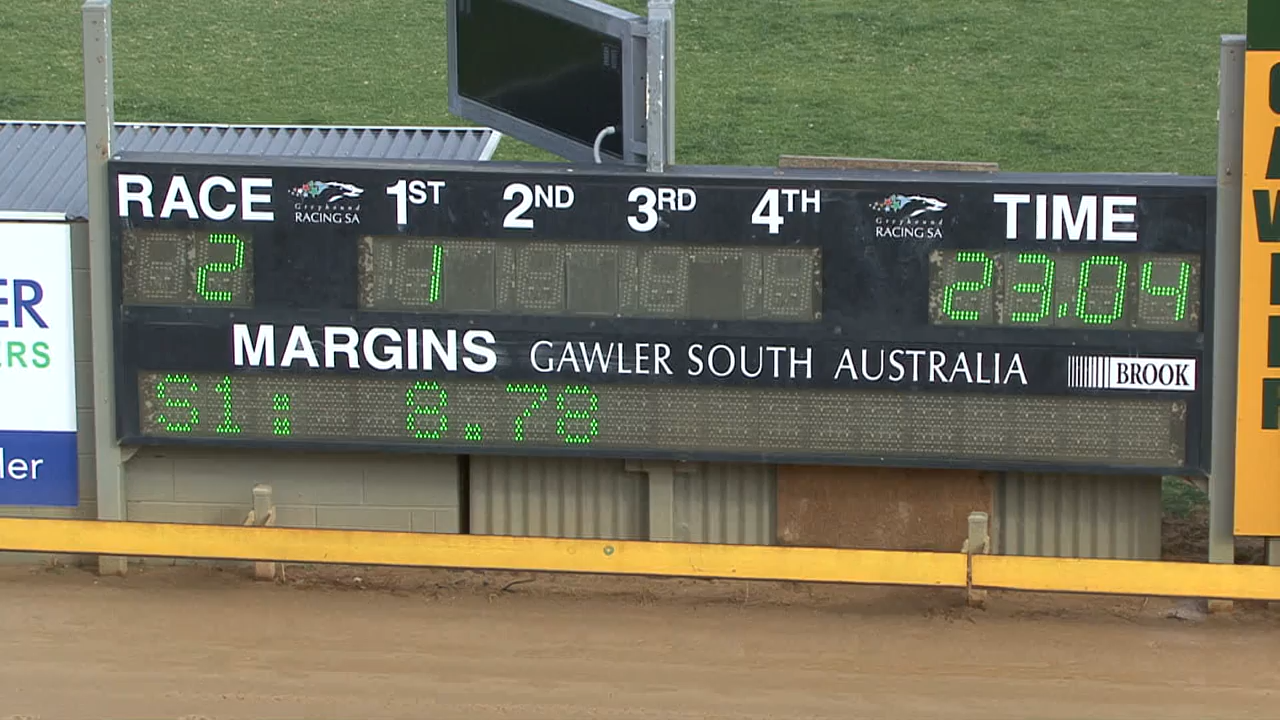 RACE
Greyhound
RACING SA
1ST
2ND
3RD
4TH
Greyhound
RACING SA
TIME
2
1
23.04
MARGINS
GAWLER SOUTH AUSTRALIA
BROOK
S1: 8.78
ER
ERS
ler